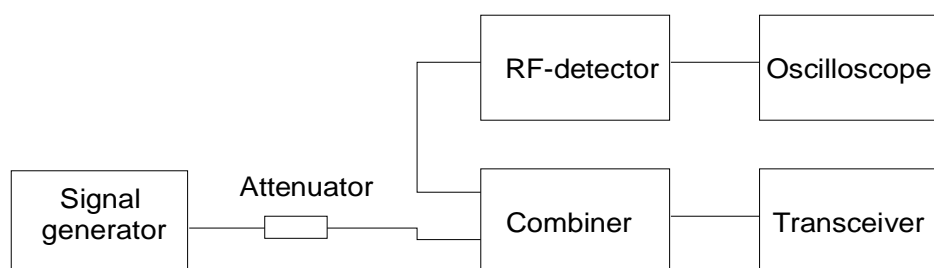 RF-detector
Oscilloscope
Attenuator
Signal
generator
Combiner
Transceiver